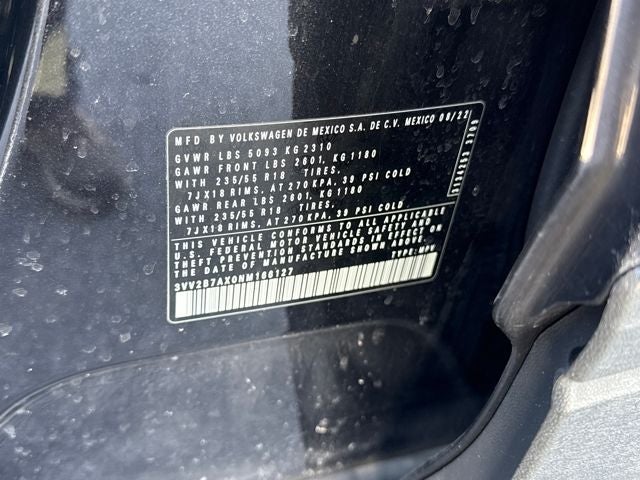 MFD BY VOLKSWAGEN DE MEXICO S.A. DE C.V. MEXICO 08/22
GVWR LBS 5093 KG 2310
GAWR FRONT LBS 2601, KG 1180
WITH 235/55 R18 TIRES.
7JX18 RIMS, AT 270 KPA, 39 PSI COLD
GAWR REAR LBS 2601, KG 1180
WITH 235/55 R18 TIRES.
7JX18 RIMS, AT 270 KPA, 39 PSI COLD
THIS VEHICLE CONFORMS TO ALL APPLICABLE
U.S. FEDERAL MOTOR VEHICLE SAFETY AND
THEFT PREVENTION STANDARDS IN EFFECT ON
THE DATE OF MANUFACTURE SHOWN ABOVE.
TYPE: MPV
3VV2B7AX0NM160127